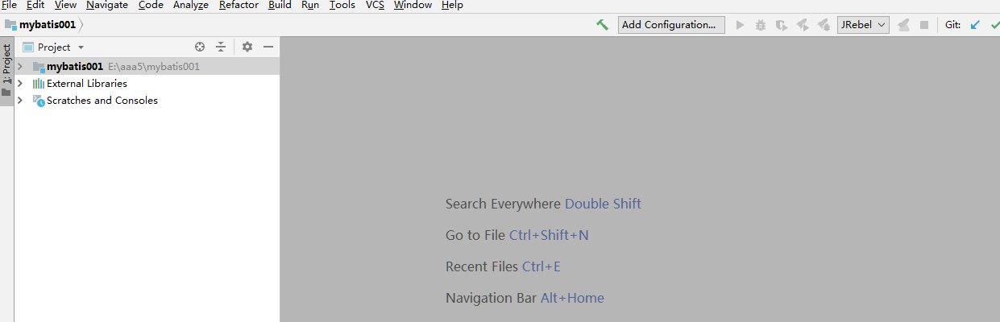 File Edit View Navigate Code Analyze Refactor Build Run Tools VCS Window Help
mybatis001 Add Configuration... JRebel Git:
1: Project
Project
mybatis001 E:\aaa5\mybatis001
External Libraries
Scratches and Consoles
Search Everywhere Double Shift
Go to File Ctrl+Shift+N
Recent Files Ctrl+E
Navigation Bar Alt+Home